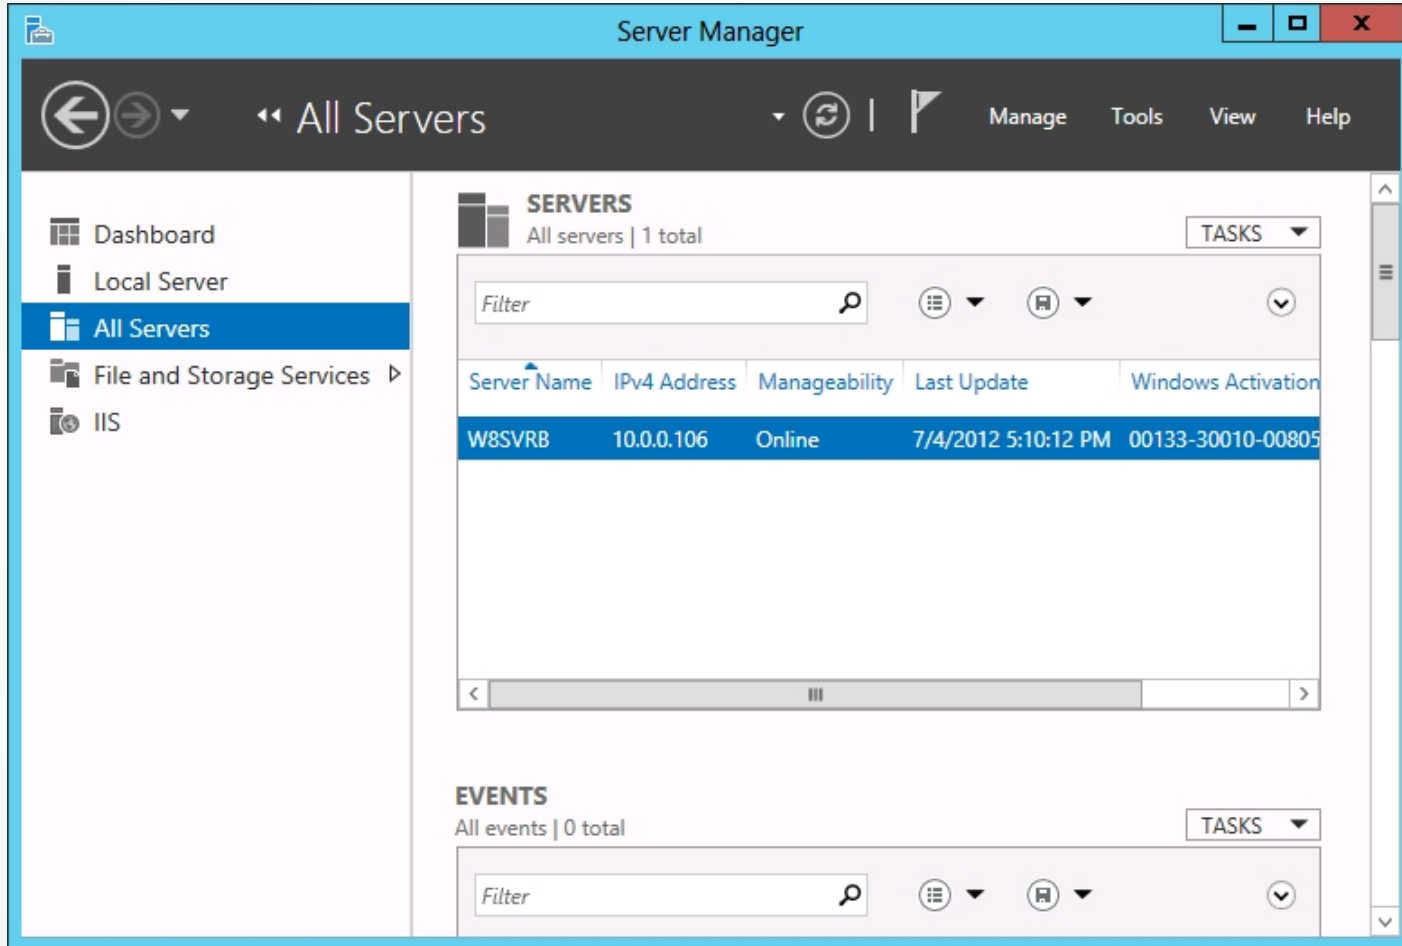 Server Manager
All Servers
Manage Tools View Help
Dashboard
Local Server
All Servers
File and Storage Services
IIS
SERVERS
All servers | 1 total
TASKS
Filter
Server Name IPv4 Address Manageability Last Update Windows Activation
W8SVRB 10.0.0.106 Online 7/4/2012 5:10:12 PM 00133-30010-00805
EVENTS
All events | 0 total
TASKS
Filter